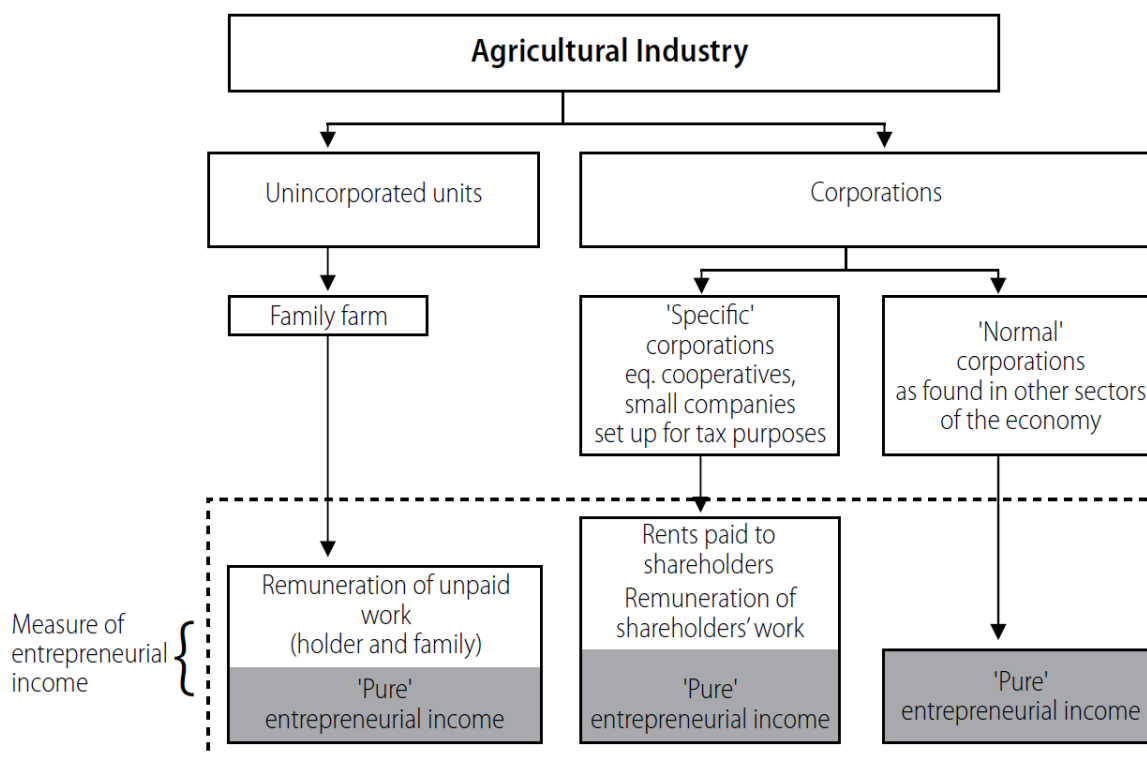 Agricultural Industry
Unincorporated units
Corporations
Family farm
'Specific'
corporations
eq. cooperatives,
small companies
set up for tax purposes
'Normal'
corporations
as found in other sectors
of the economy
Measure of
entrepreneurial
income
Remuneration of unpaid
work
(holder and family)
'Pure'
entrepreneurial income
Rents paid to
shareholders
Remuneration of
shareholders' work
'Pure'
entrepreneurial income
'Pure'
entrepreneurial income